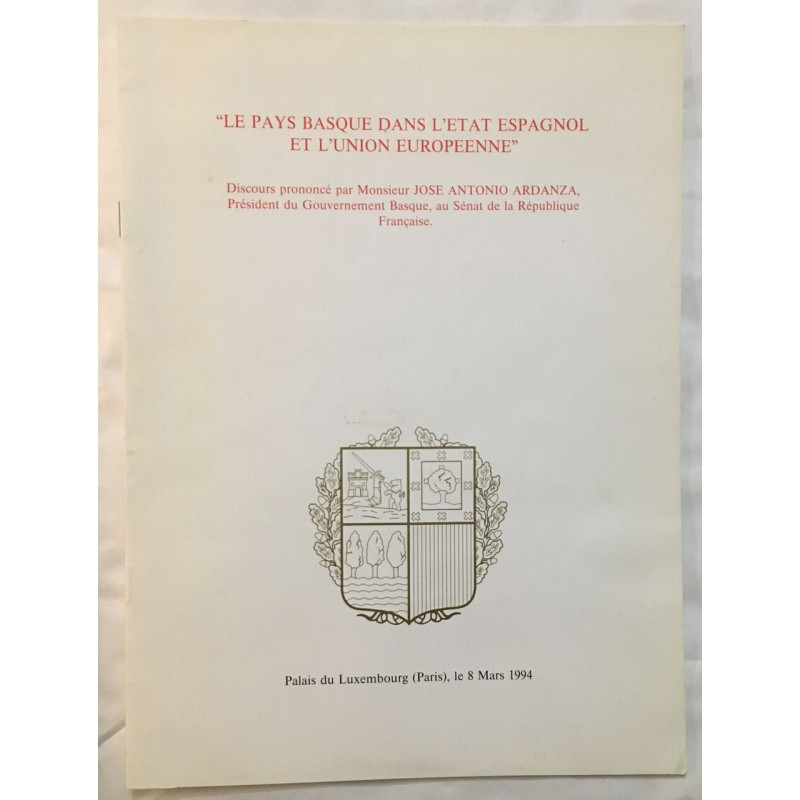 "LE PAYS BASQUE DANS L'ETAT ESPAGNOL
ET L'UNION EUROPEENNE"
Discours prononcé par Monsieur JOSE ANTONIO ARDANZA,
Président du Gouvernement Basque, au Sénat de la République
Française.
Palais du Luxembourg (Paris), le 8 Mars 1994